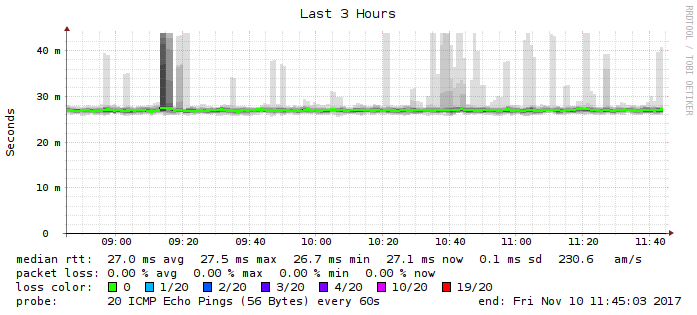 Last 3 Hours
RRDTOOL / TOBI OETIKER
Seconds
40 m
30 m
20 m
10 m
0
09:00 09:20 09:40 10:00 10:20 10:40 11:00 11:20 11:40
median rtt: 27.0 ms avg 27.5 ms max 26.7 ms min 27.1 ms now 0.1 ms sd 230.6 am/s
packet loss: 0.00 % avg 0.00 % max 0.00 % min 0.00 % now
loss color: 0 1/20 2/20 3/20 4/20 10/20 19/20
probe: 20 ICMP Echo Pings (56 Bytes) every 60s end: Fri Nov 10 11:45:03 2017